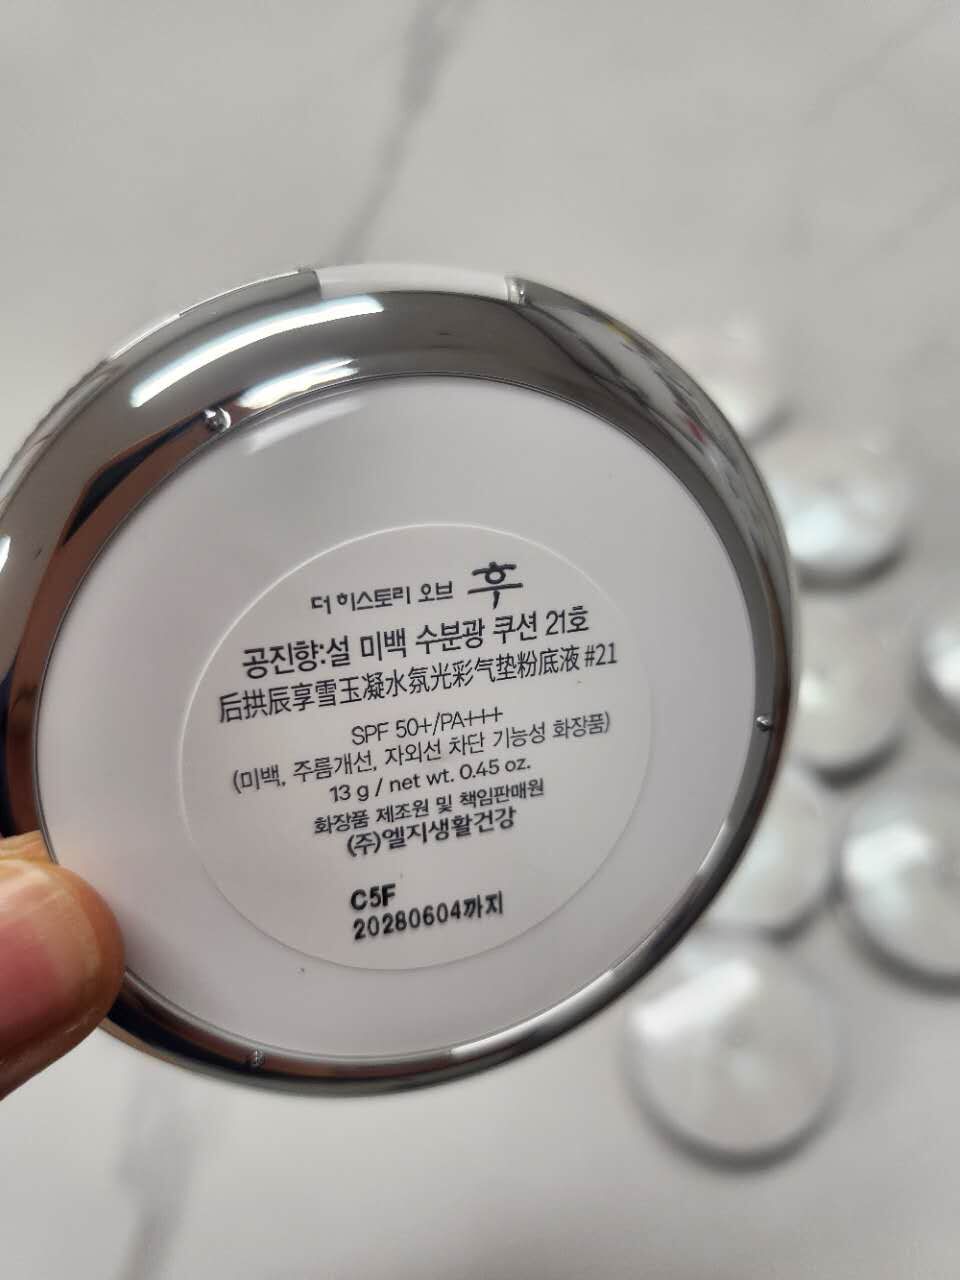 더 히스토리 오브 후
공진향:설 미백 수분광 쿠션 21호
后拱辰享雪玉凝水氛光彩气垫粉底液 #21
SPF 50+/PA+++
(미백, 주름개선, 자외선 차단 기능성 화장품)
13 g / net wt. 0.45 oz.
화장품 제조원 및 책임판매원
(주)엘지생활건강
C5F
20280604까지